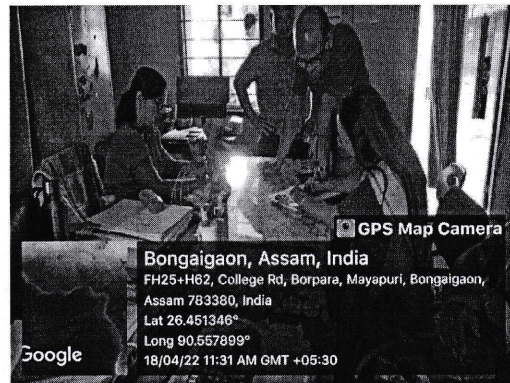 GPS Map Camera
Bongaigaon, Assam, India
FH25+H62, College Rd, Borpara, Mayapuri, Bongaigaon,
Assam 783380, India
Lat 26.451346°
Long 90.557899°
18/04/22 11:31 AM GMT +05:30
Google